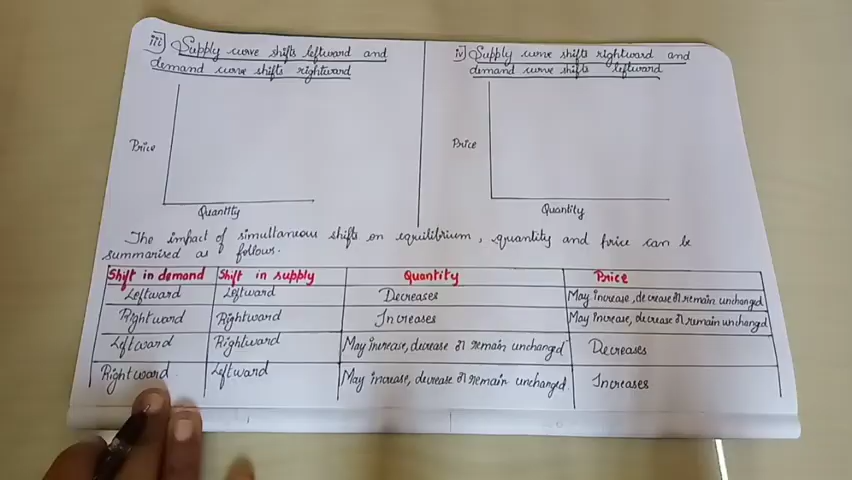 iii] Supply curve shifts leftward and
demand curve shifts rightward
Price
Quantity
iv] Supply curve shifts rightward and
demand curve shifts leftward
Price
Quantity
The impact of simultaneous shifts on equilibrium, quantity and price can be
summarised as follows.
Shift in demand Shift in supply Quantity Price
Leftward Leftward Decreases May increase, decrease or remain unchanged
Rightward Rightward Increases May increase, decrease or remain unchanged
Leftward Rightward May increase, decrease or remain unchanged Decreases
Rightward Leftward May increase, decrease or remain unchanged Increases